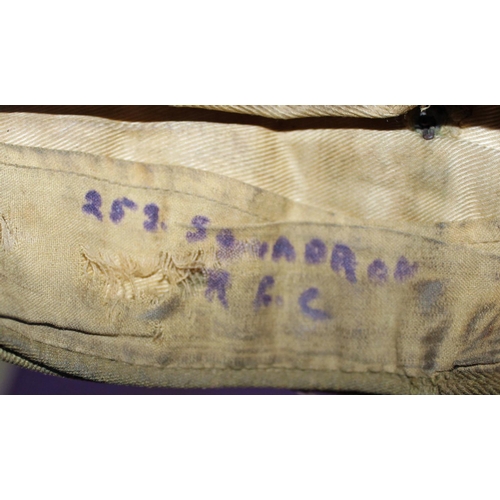 253. SQUADRON
R F. C